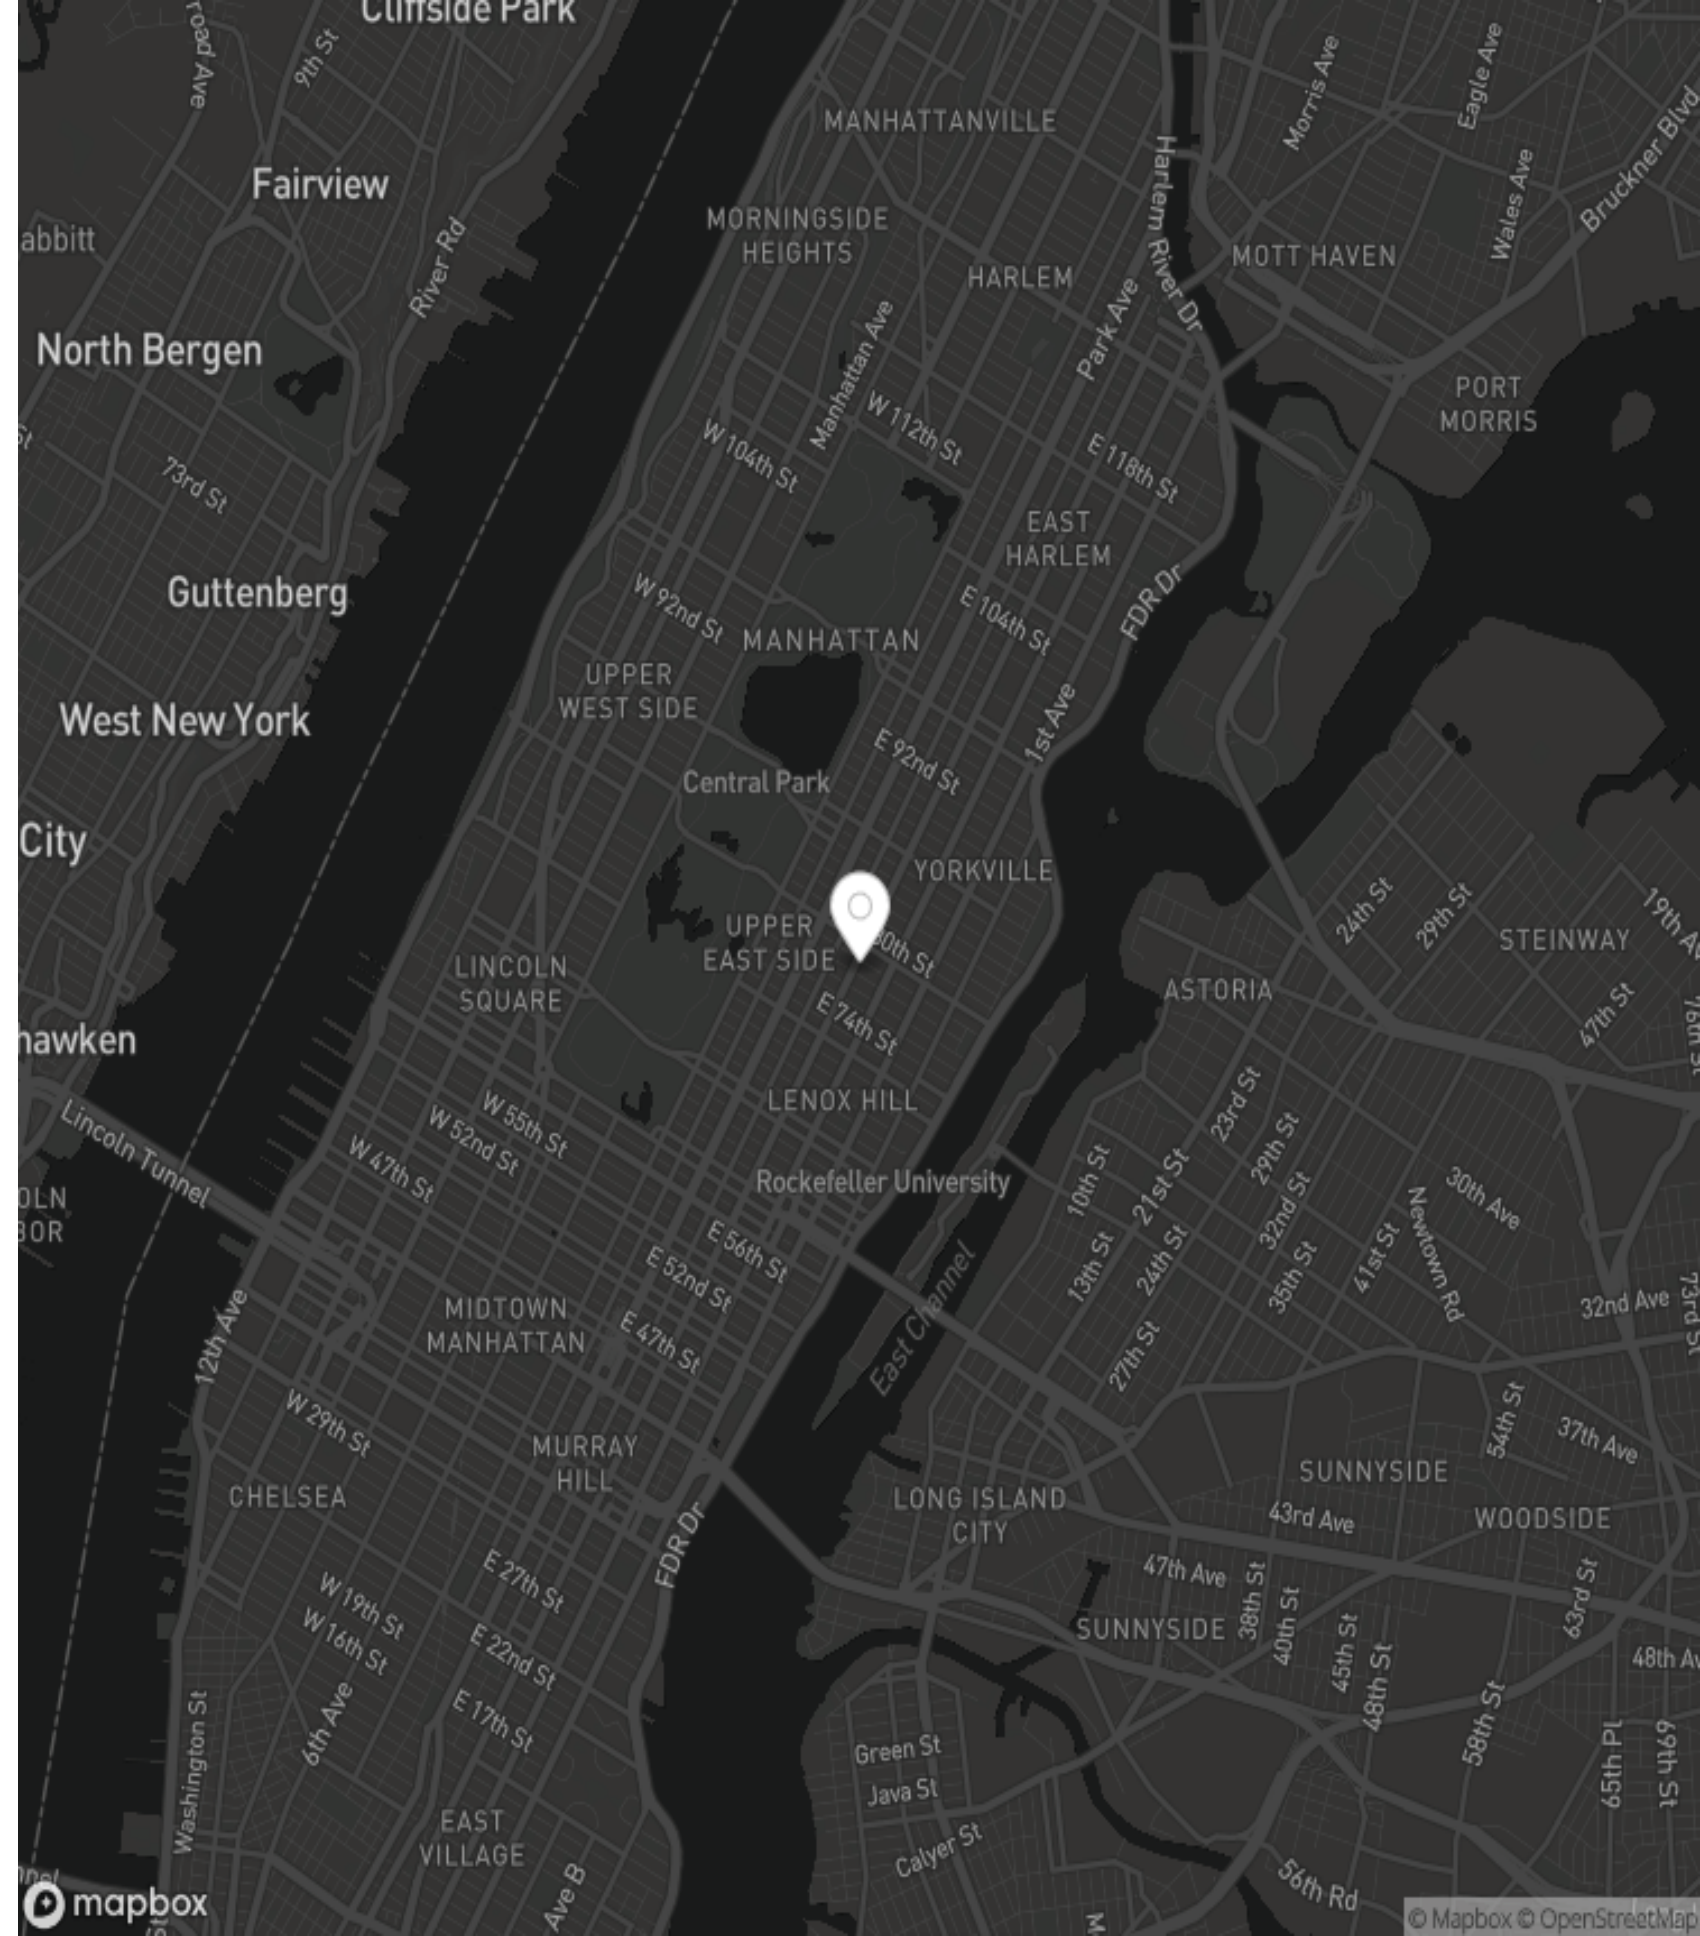 Cliffside Park
9th St
MANHATTANVILLE
Morris Ave
Eagle Ave
Bruckner Blvd
Fairview
River Rd
MORNINGSIDE
HEIGHTS
HARLEM
Harlem River Dr
MOTT HAVEN
Wales Ave
abbitt
North Bergen
Manhattan Ave
Park Ave
PORT
MORRIS
W 112th St
W 104th St
E 118th St
73rd St
EAST
HARLEM
FDR Dr
Guttenberg
W 92nd St
MANHATTAN
E 104th St
UPPER
WEST SIDE
West New York
1st Ave
E 92nd St
Central Park
City
YORKVILLE
24th St
29th St
19th Av
STEINWAY
UPPER
EAST SIDE
80th St
LINCOLN
SQUARE
ASTORIA
E 74th St
47th St
76th St
hawken
LENOX HILL
Lincoln Tunnel
W 55th St
W 52nd St
W 47th St
23rd St
29th St
10th St
21st St
32nd St
30th Ave
Newtown Rd
Rockefeller University
OLN
BOR
E 56th St
E 52nd St
E 47th St
13th St
24th St
35th St
41st St
32nd Ave
73rd St
East Channel
MIDTOWN
MANHATTAN
12th Ave
27th St
W 29th St
MURRAY
HILL
54th St
37th Ave
SUNNYSIDE
CHELSEA
LONG ISLAND
CITY
43rd Ave
WOODSIDE
FDR Dr
E 27th St
47th Ave
38th St
40th St
63rd St
W 19th St
W 16th St
E 22nd St
SUNNYSIDE
45th St
48th St
48th Av
E 17th St
6th Ave
Washington St
58th St
65th Pl
69th St
Green St
Java St
Calyer St
EAST
VILLAGE
Ave B
56th Rd
mapbox
© Mapbox © OpenStreetMap